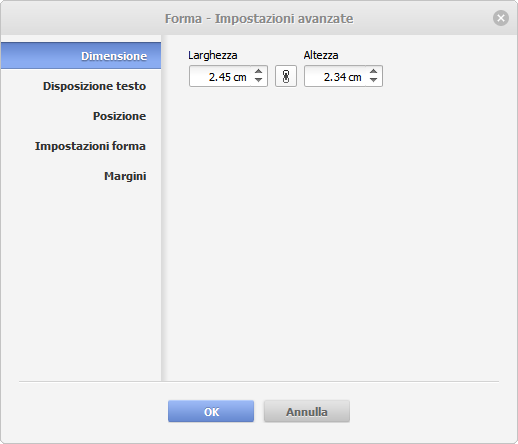 Forma - Impostazioni avanzate
Dimensione
Disposizione testo
Posizione
Impostazioni forma
Margini
Larghezza Altezza
2.45 cm 2.34 cm
OK Annulla